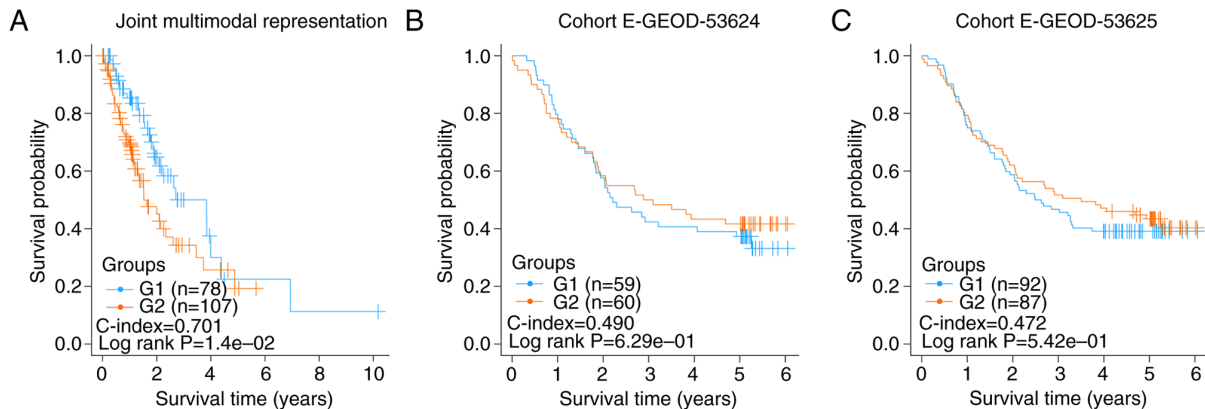 A
Joint multimodal representation
Survival probability
1.0
0.8
0.6
0.4
0.2
0.0
Groups
G1 (n=78)
G2 (n=107)
C-index=0.701
Log rank P=1.4e–02
0 2 4 6 8 10
Survival time (years)
B
Cohort E-GEOD-53624
Survival probability
1.0
0.8
0.6
0.4
0.2
0.0
Groups
G1 (n=59)
G2 (n=60)
C-index=0.490
Log rank P=6.29e–01
0 1 2 3 4 5 6
Survival time (years)
C
Cohort E-GEOD-53625
Survival probability
1.0
0.8
0.6
0.4
0.2
0.0
Groups
G1 (n=92)
G2 (n=87)
C-index=0.472
Log rank P=5.42e–01
0 1 2 3 4 5 6
Survival time (years)